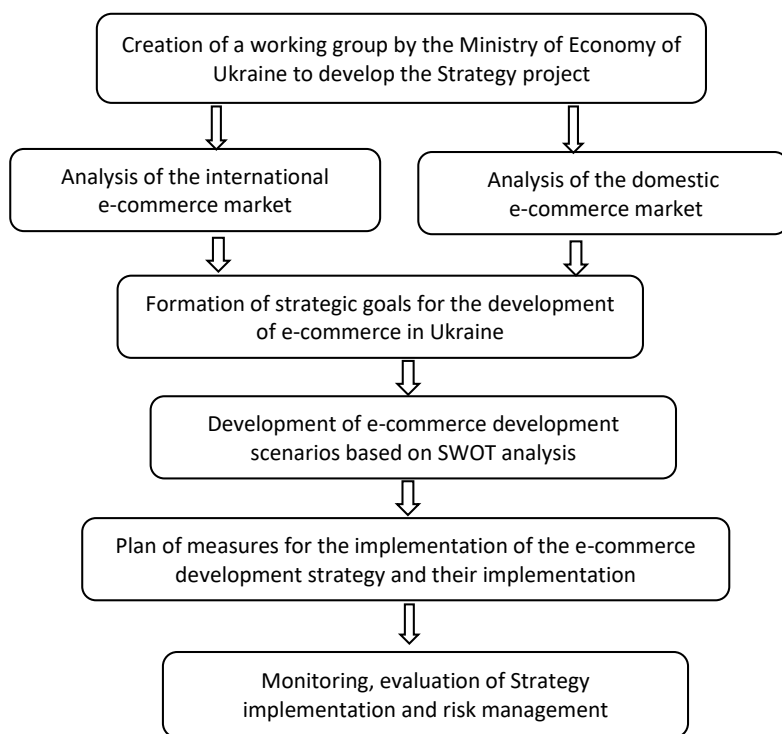 Creation of a working group by the Ministry of Economy of
Ukraine to develop the Strategy project
Analysis of the international
e-commerce market
Analysis of the domestic
e-commerce market
Formation of strategic goals for the development
of e-commerce in Ukraine
Development of e-commerce development
scenarios based on SWOT analysis
Plan of measures for the implementation of the e-commerce
development strategy and their implementation
Monitoring, evaluation of Strategy
implementation and risk management